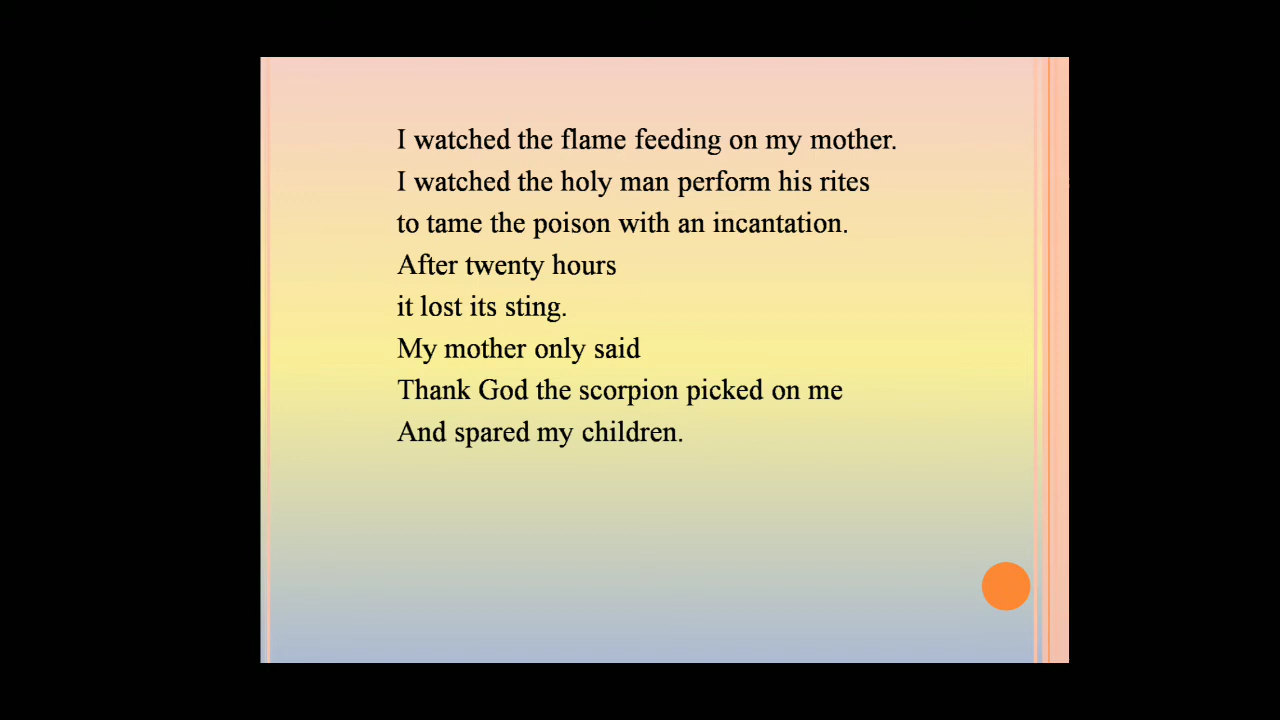 I watched the flame feeding on my mother.
I watched the holy man perform his rites
to tame the poison with an incantation.
After twenty hours
it lost its sting.
My mother only said
Thank God the scorpion picked on me
And spared my children.